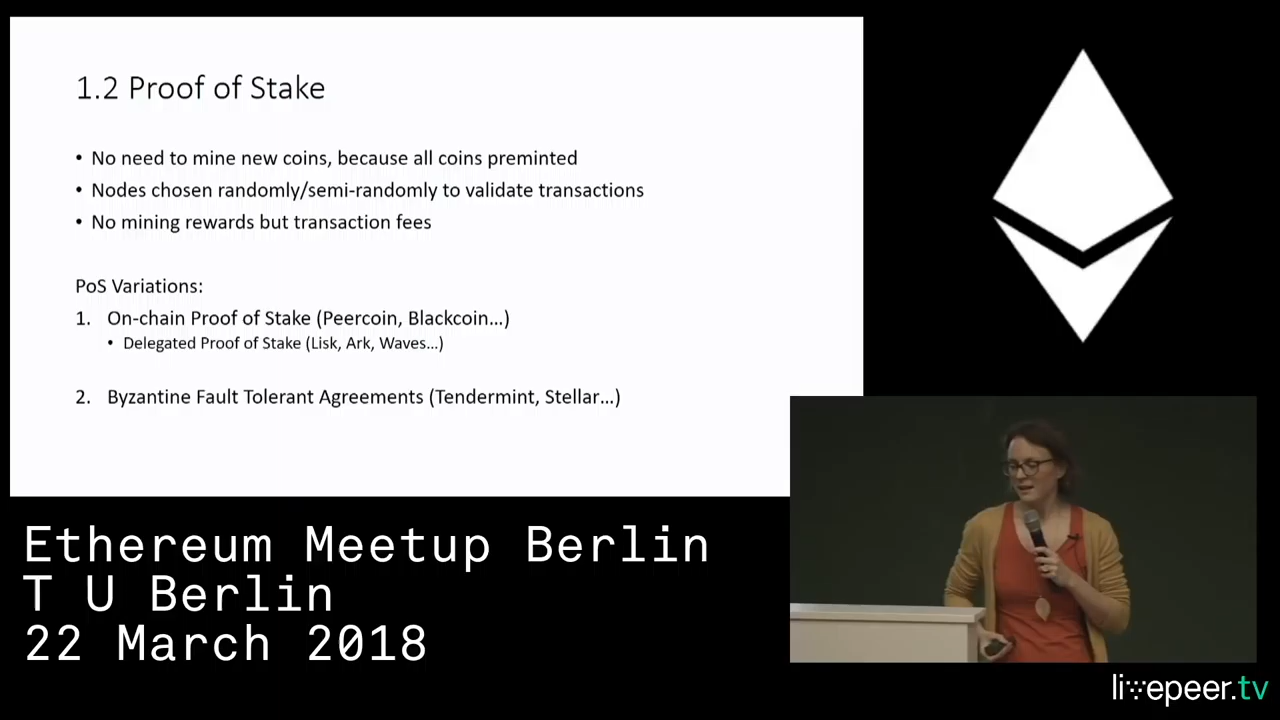 1.2 Proof of Stake
• No need to mine new coins, because all coins preminted
• Nodes chosen randomly/semi-randomly to validate transactions
• No mining rewards but transaction fees
PoS Variations:
1. On-chain Proof of Stake (Peercoin, Blackcoin...)
• Delegated Proof of Stake (Lisk, Ark, Waves...)
2. Byzantine Fault Tolerant Agreements (Tendermint, Stellar...)
Ethereum Meetup Berlin
T U Berlin
22 March 2018
livepeer.tv